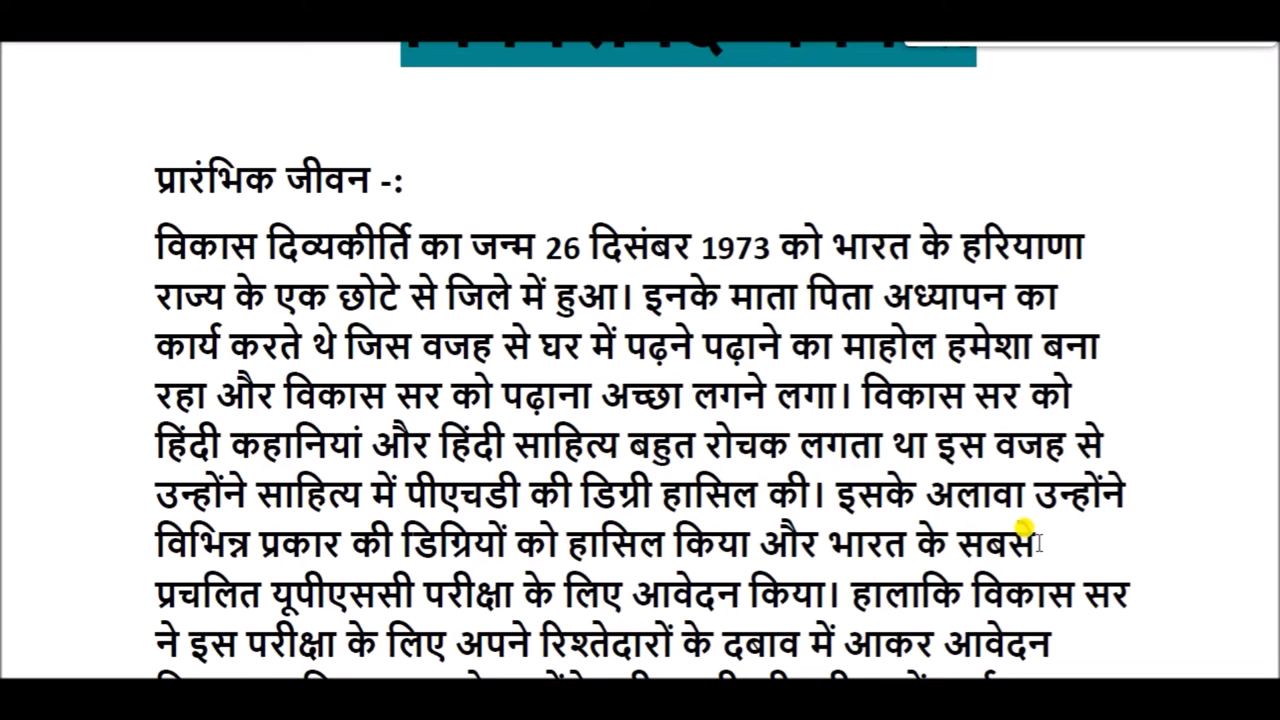 प्रारंभिक जीवन -:
विकास दिव्यकीर्ति का जन्म 26 दिसंबर 1973 को भारत के हरियाणा
राज्य के एक छोटे से जिले में हुआ। इनके माता पिता अध्यापन का
कार्य करते थे जिस वजह से घर में पढ़ने पढ़ाने का माहोल हमेशा बना
रहा और विकास सर को पढ़ाना अच्छा लगने लगा। विकास सर को
हिंदी कहानियां और हिंदी साहित्य बहुत रोचक लगता था इस वजह से
उन्होंने साहित्य में पीएचडी की डिग्री हासिल की। इसके अलावा उन्होंने
विभिन्न प्रकार की डिग्रियों को हासिल किया और भारत के सबसे
प्रचलित यूपीएससी परीक्षा के लिए आवेदन किया। हालाकि विकास सर
ने इस परीक्षा के लिए अपने रिश्तेदारों के दबाव में आकर आवेदन